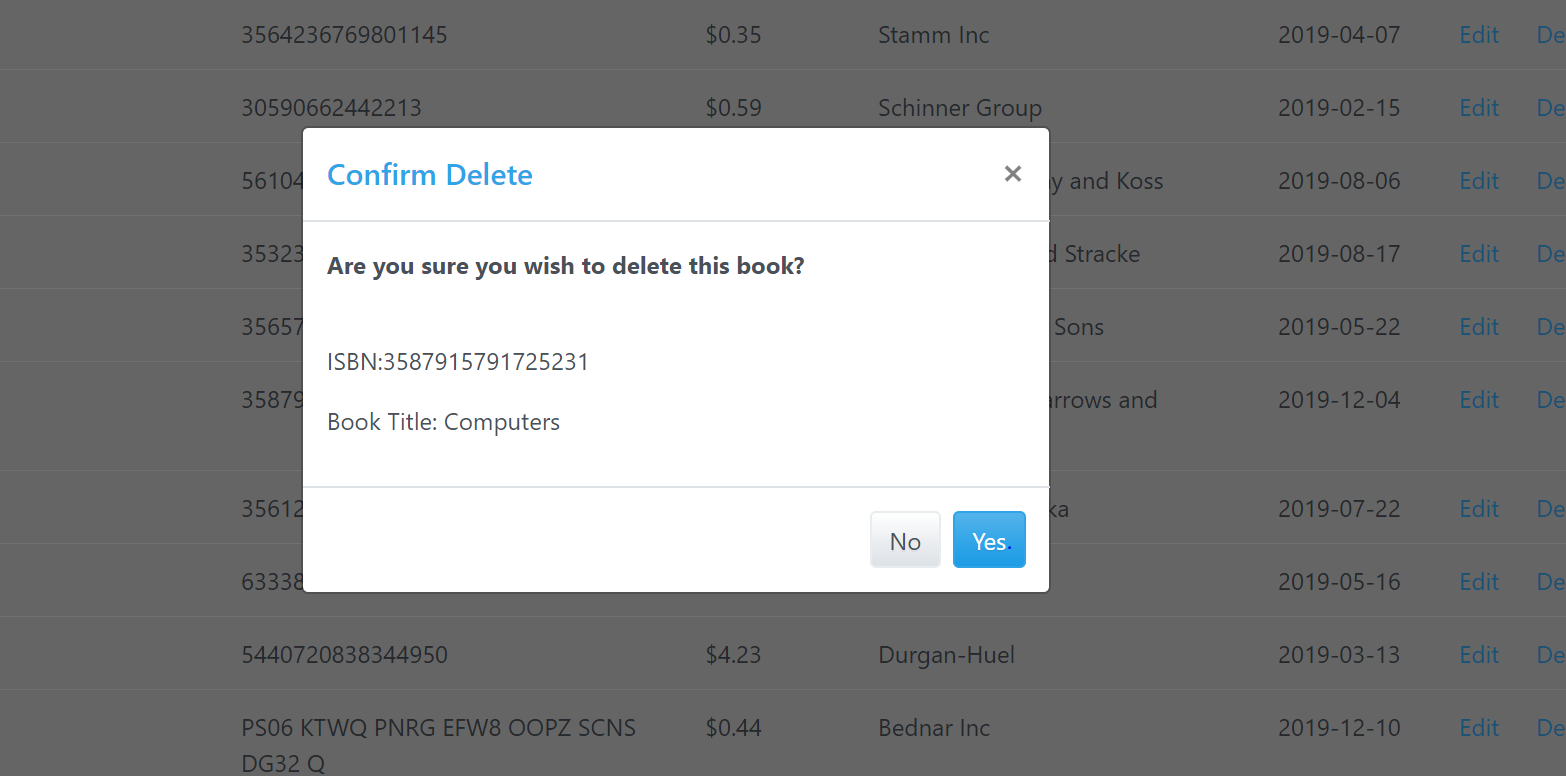 3564236769801145 $0.35 Stamm Inc 2019-04-07 Edit De
30590662442213 $0.59 Schinner Group 2019-02-15 Edit De
Confirm Delete ×
56104 y and Koss 2019-08-06 Edit De
35323 d Stracke 2019-08-17 Edit De
Are you sure you wish to delete this book?
35657 Sons 2019-05-22 Edit De
ISBN:3587915791725231
35879 arrows and 2019-12-04 Edit De
Book Title: Computers
35612 ka 2019-07-22 Edit De
No Yes.
63338 2019-05-16 Edit De
5440720838344950 $4.23 Durgan-Huel 2019-03-13 Edit De
PS06 KTWQ PNRG EFW8 OOPZ SCNS $0.44 Bednar Inc 2019-12-10 Edit De
DG32 Q